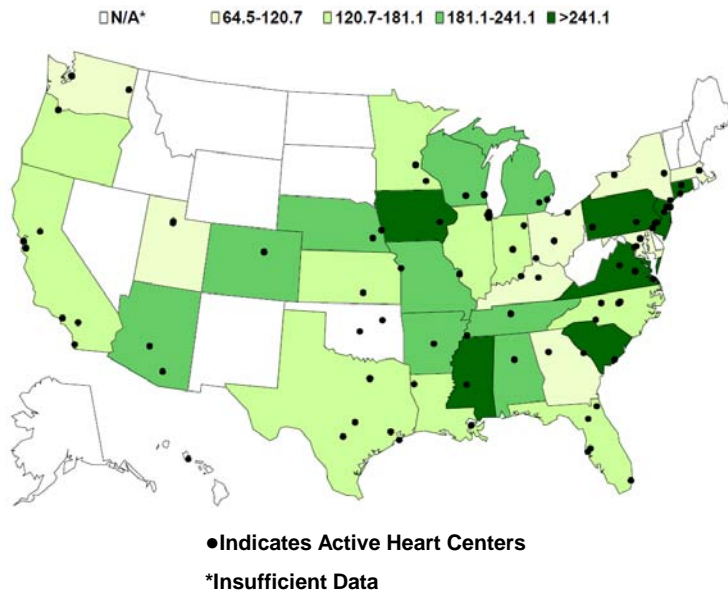 N/A* 64.5-120.7 120.7-181.1 181.1-241.1 >241.1
●Indicates Active Heart Centers
*Insufficient Data